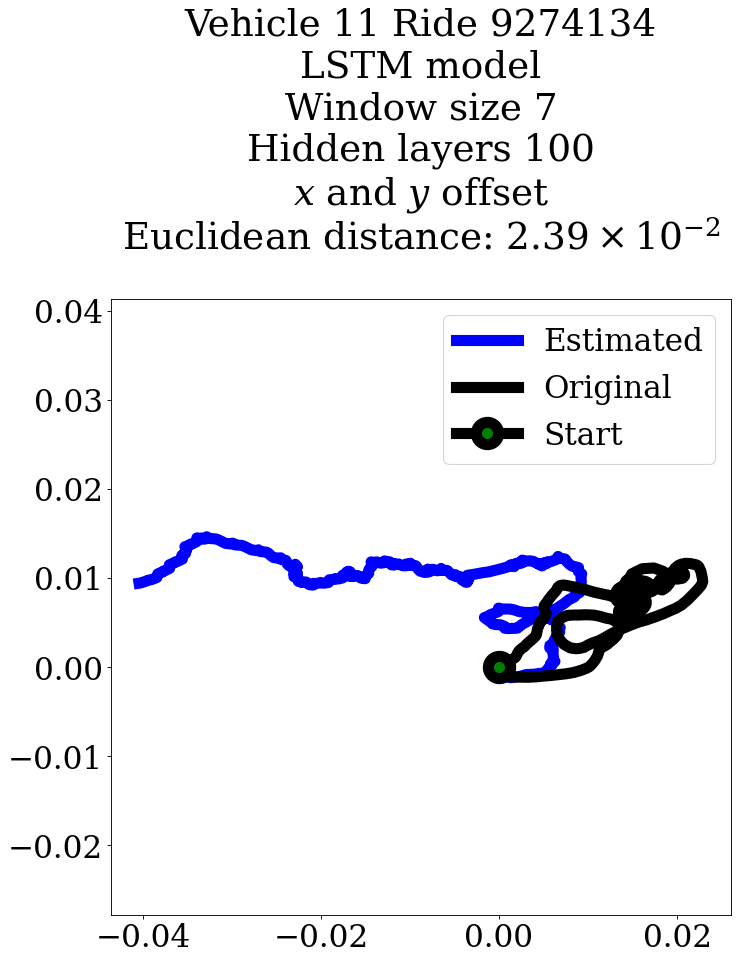 Vehicle 11 Ride 9274134
LSTM model
Window size 7
Hidden layers 100
x and y offset
Euclidean distance: 2.39 × 10⁻²
Estimated
Original
Start
0.04
0.03
0.02
0.01
0.00
−0.01
−0.02
−0.04
−0.02
0.00
0.02